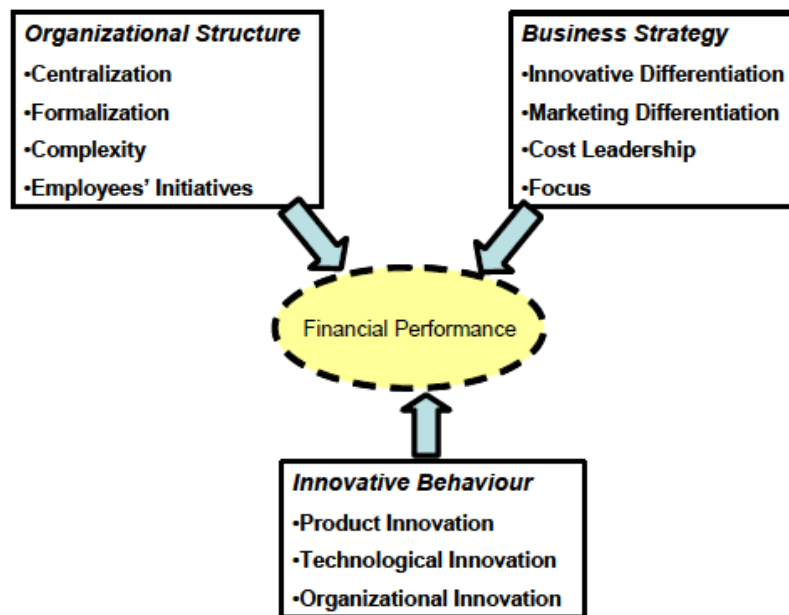 Organizational Structure
•Centralization
•Formalization
•Complexity
•Employees' Initiatives
Business Strategy
•Innovative Differentiation
•Marketing Differentiation
•Cost Leadership
•Focus
Financial Performance
Innovative Behaviour
•Product Innovation
•Technological Innovation
•Organizational Innovation